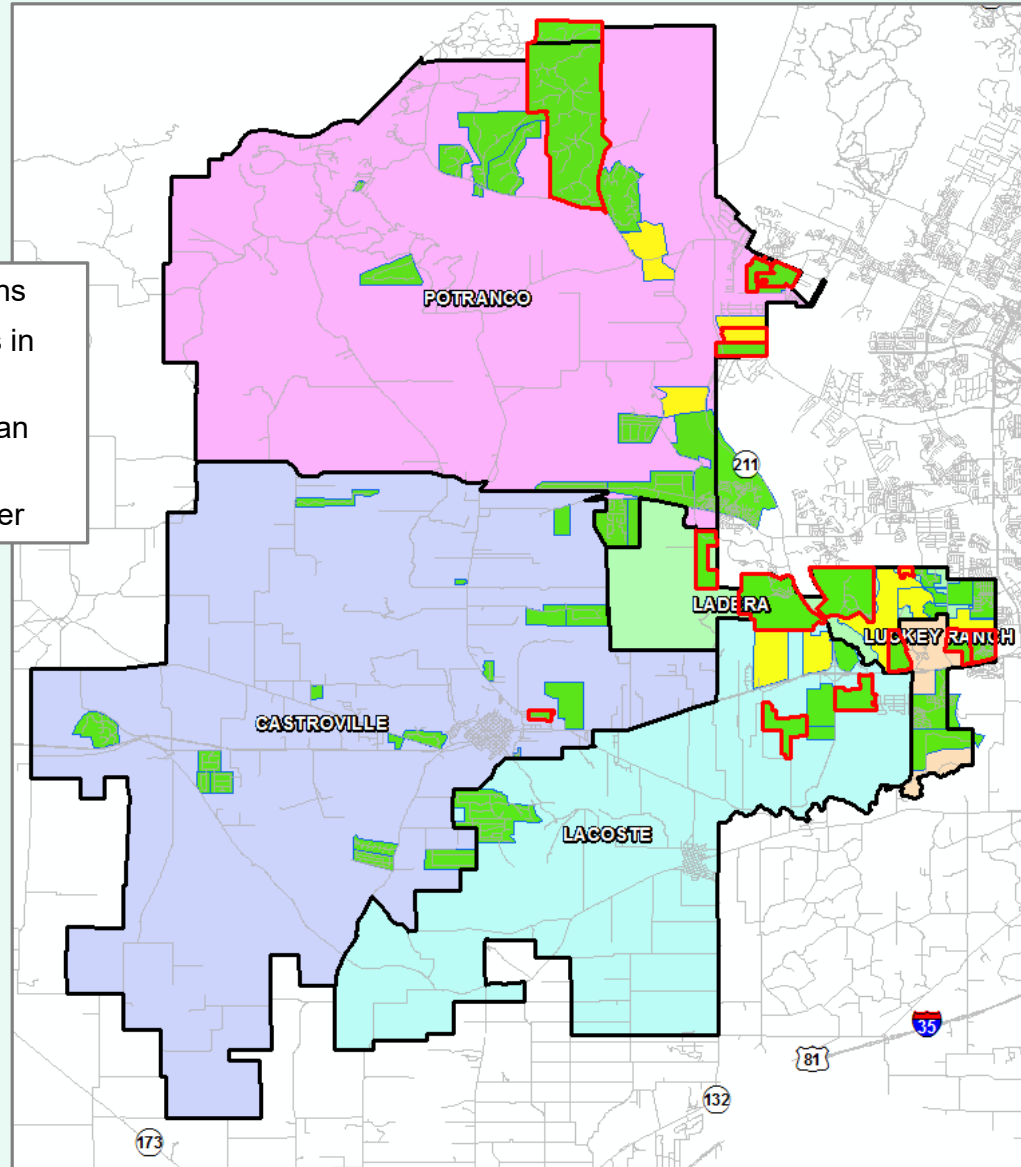 ns
s in
an
er
POTRANCO
211
LADERA
LUCKEY RANCH
CASTROVILLE
LACOSTE
35
81
132
173